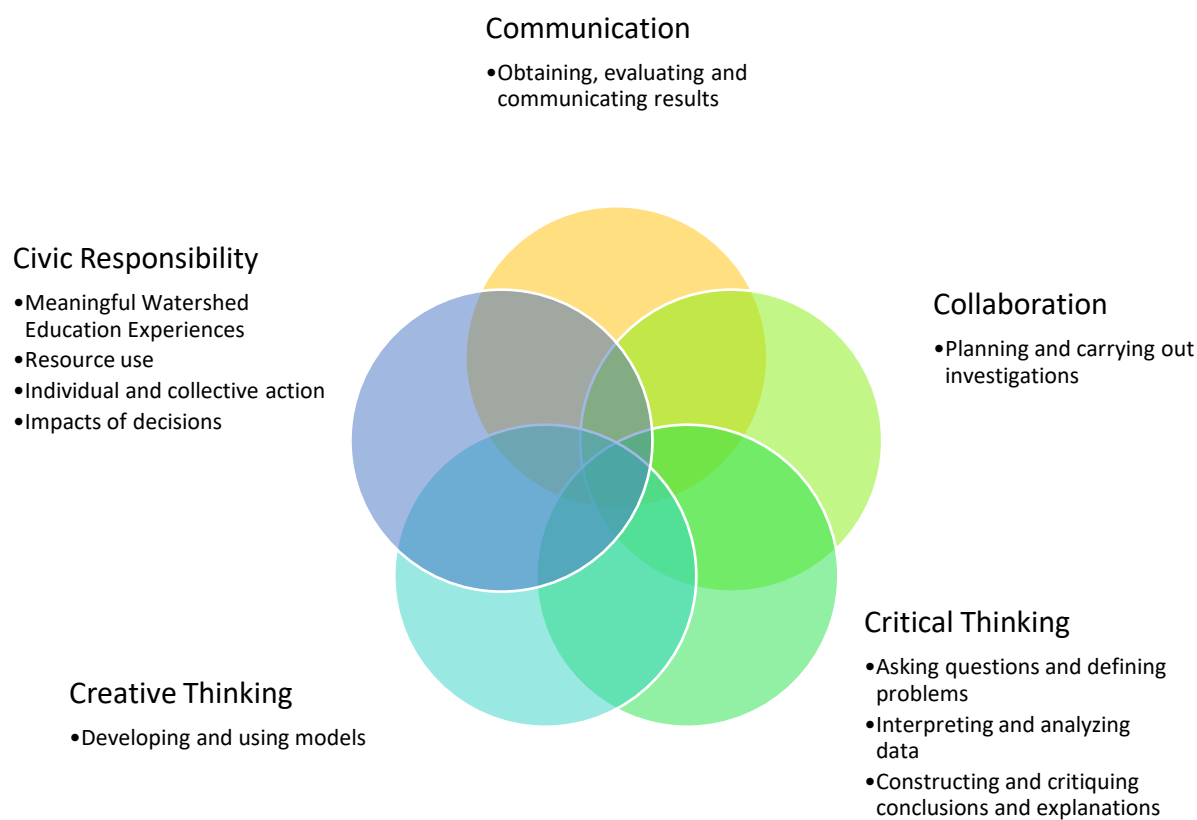 Communication
•Obtaining, evaluating and
communicating results
Civic Responsibility
•Meaningful Watershed
Education Experiences
•Resource use
•Individual and collective action
•Impacts of decisions
Collaboration
•Planning and carrying out
investigations
Critical Thinking
•Asking questions and defining
problems
•Interpreting and analyzing
data
•Constructing and critiquing
conclusions and explanations
Creative Thinking
•Developing and using models